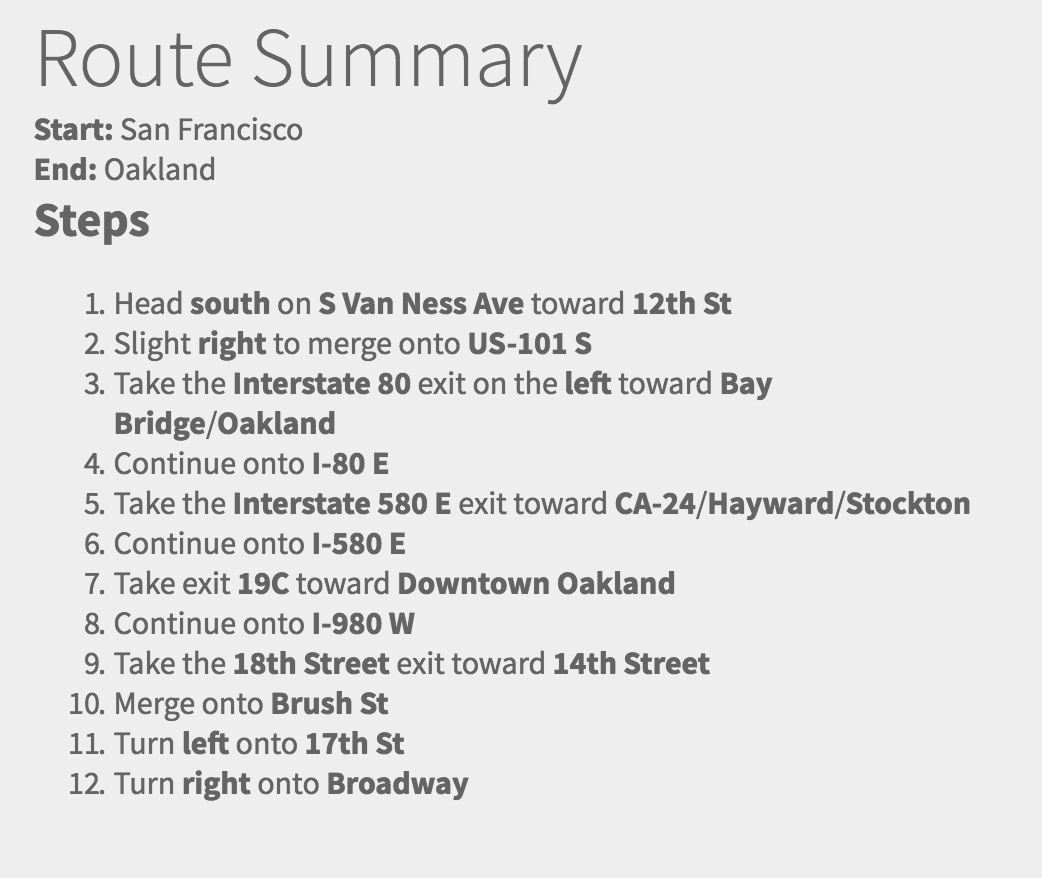 Route Summary
Start: San Francisco
End: Oakland
Steps
1. Head south on S Van Ness Ave toward 12th St
2. Slight right to merge onto US-101 S
3. Take the Interstate 80 exit on the left toward Bay
Bridge/Oakland
4. Continue onto I-80 E
5. Take the Interstate 580 E exit toward CA-24/Hayward/Stockton
6. Continue onto I-580 E
7. Take exit 19C toward Downtown Oakland
8. Continue onto I-980 W
9. Take the 18th Street exit toward 14th Street
10. Merge onto Brush St
11. Turn left onto 17th St
12. Turn right onto Broadway